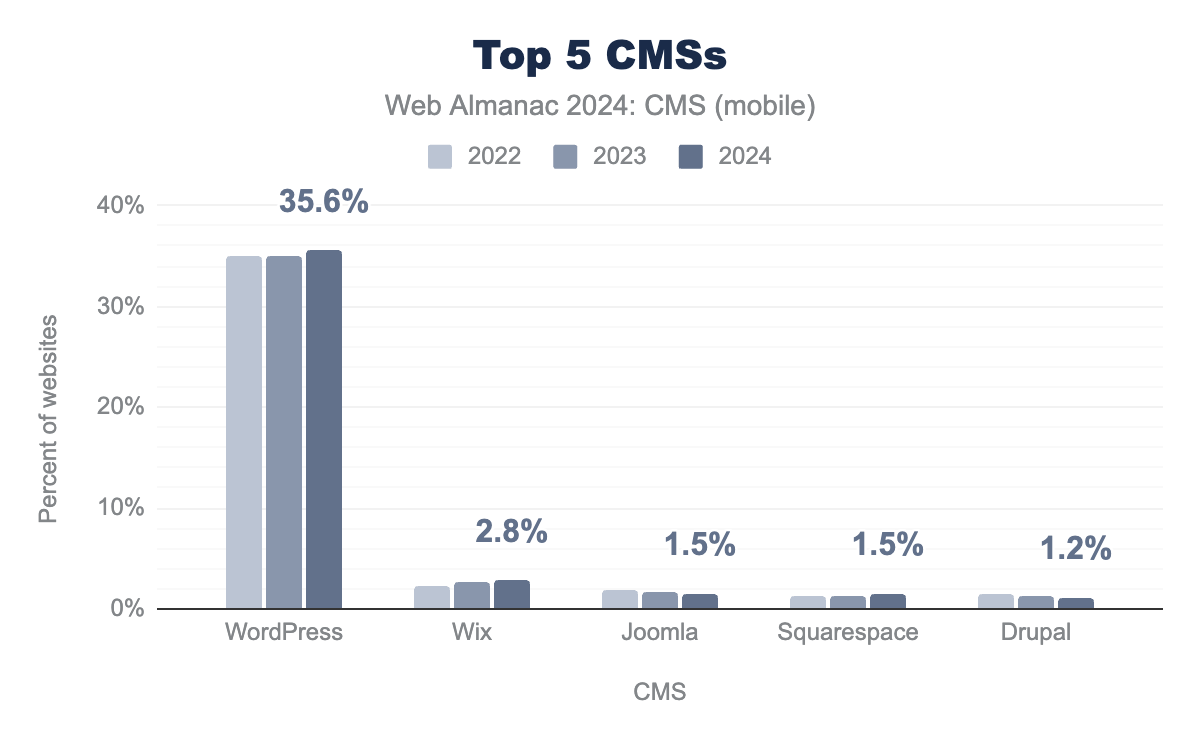 Top 5 CMSs
Web Almanac 2024: CMS (mobile)
2022 2023 2024
Percent of websites
40%
30%
20%
10%
0%
35.6%
2.8%
1.5%
1.5%
1.2%
WordPress Wix Joomla Squarespace Drupal
CMS